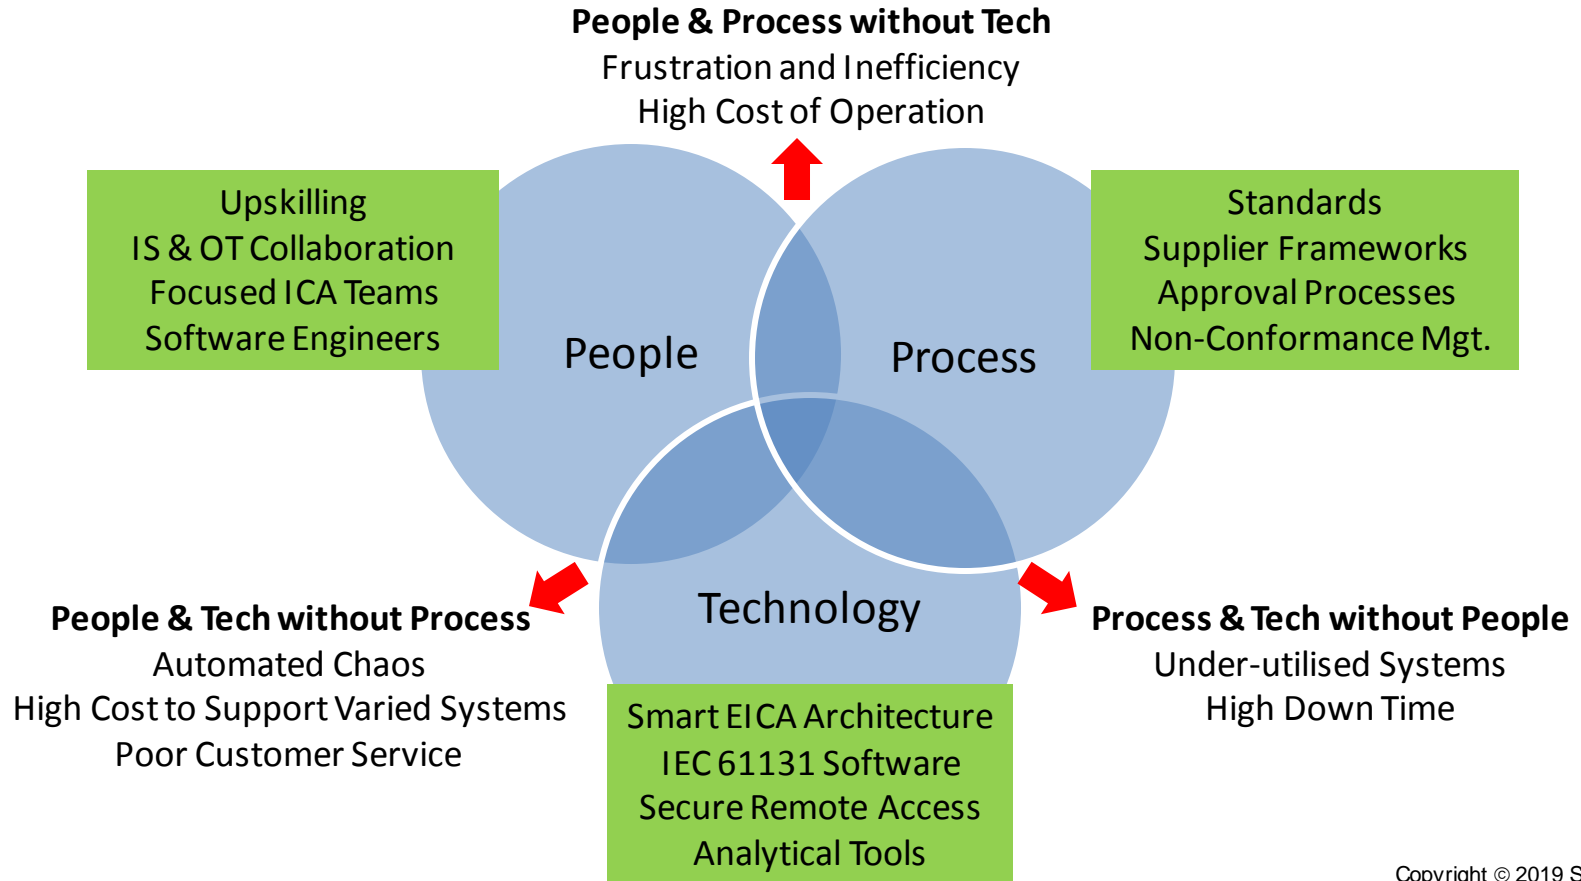 People & Process without Tech
Frustration and Inefficiency
High Cost of Operation
Upskilling
IS & OT Collaboration
Focused ICA Teams
Software Engineers
Standards
Supplier Frameworks
Approval Processes
Non-Conformance Mgt.
People
Process
Technology
People & Tech without Process
Automated Chaos
High Cost to Support Varied Systems
Poor Customer Service
Process & Tech without People
Under-utilised Systems
High Down Time
Smart EICA Architecture
IEC 61131 Software
Secure Remote Access
Analytical Tools
Copyright © 2019 S